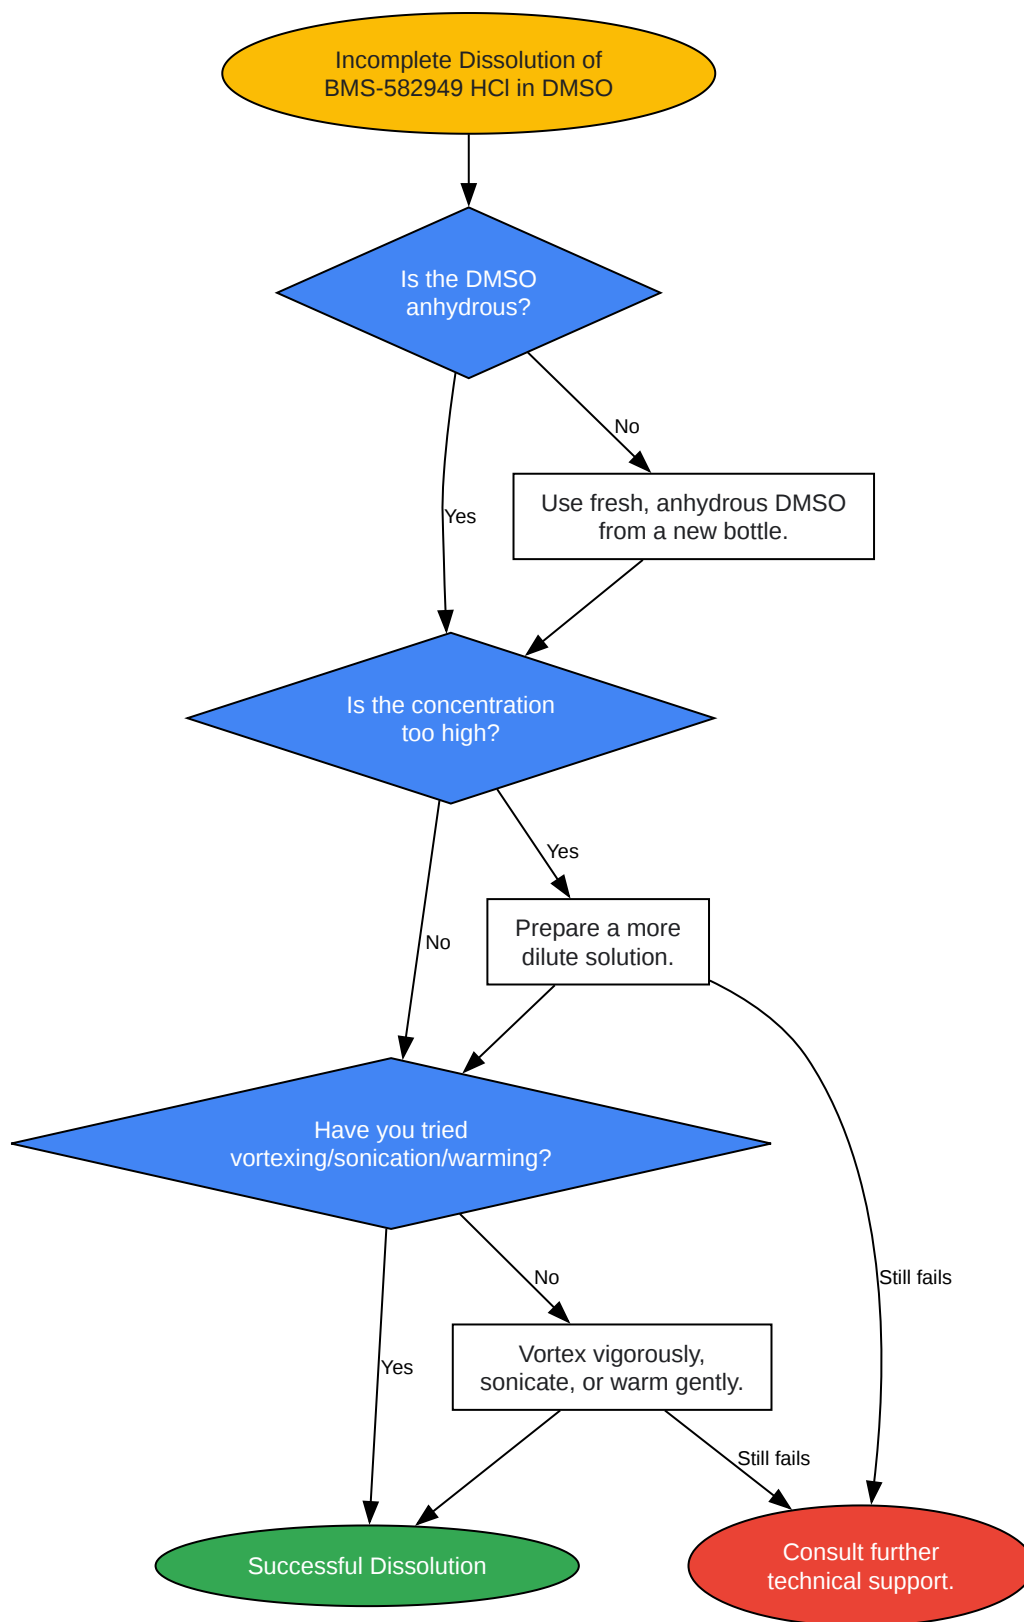 Incomplete Dissolution of
BMS-582949 HCl in DMSO
Is the DMSO
anhydrous?
No
Use fresh, anhydrous DMSO
from a new bottle.
Yes
Is the concentration
too high?
Yes
Prepare a more
dilute solution.
No
Have you tried
vortexing/sonication/warming?
Still fails
No
Vortex vigorously,
sonicate, or warm gently.
Yes
Still fails
Successful Dissolution
Consult further
technical support.